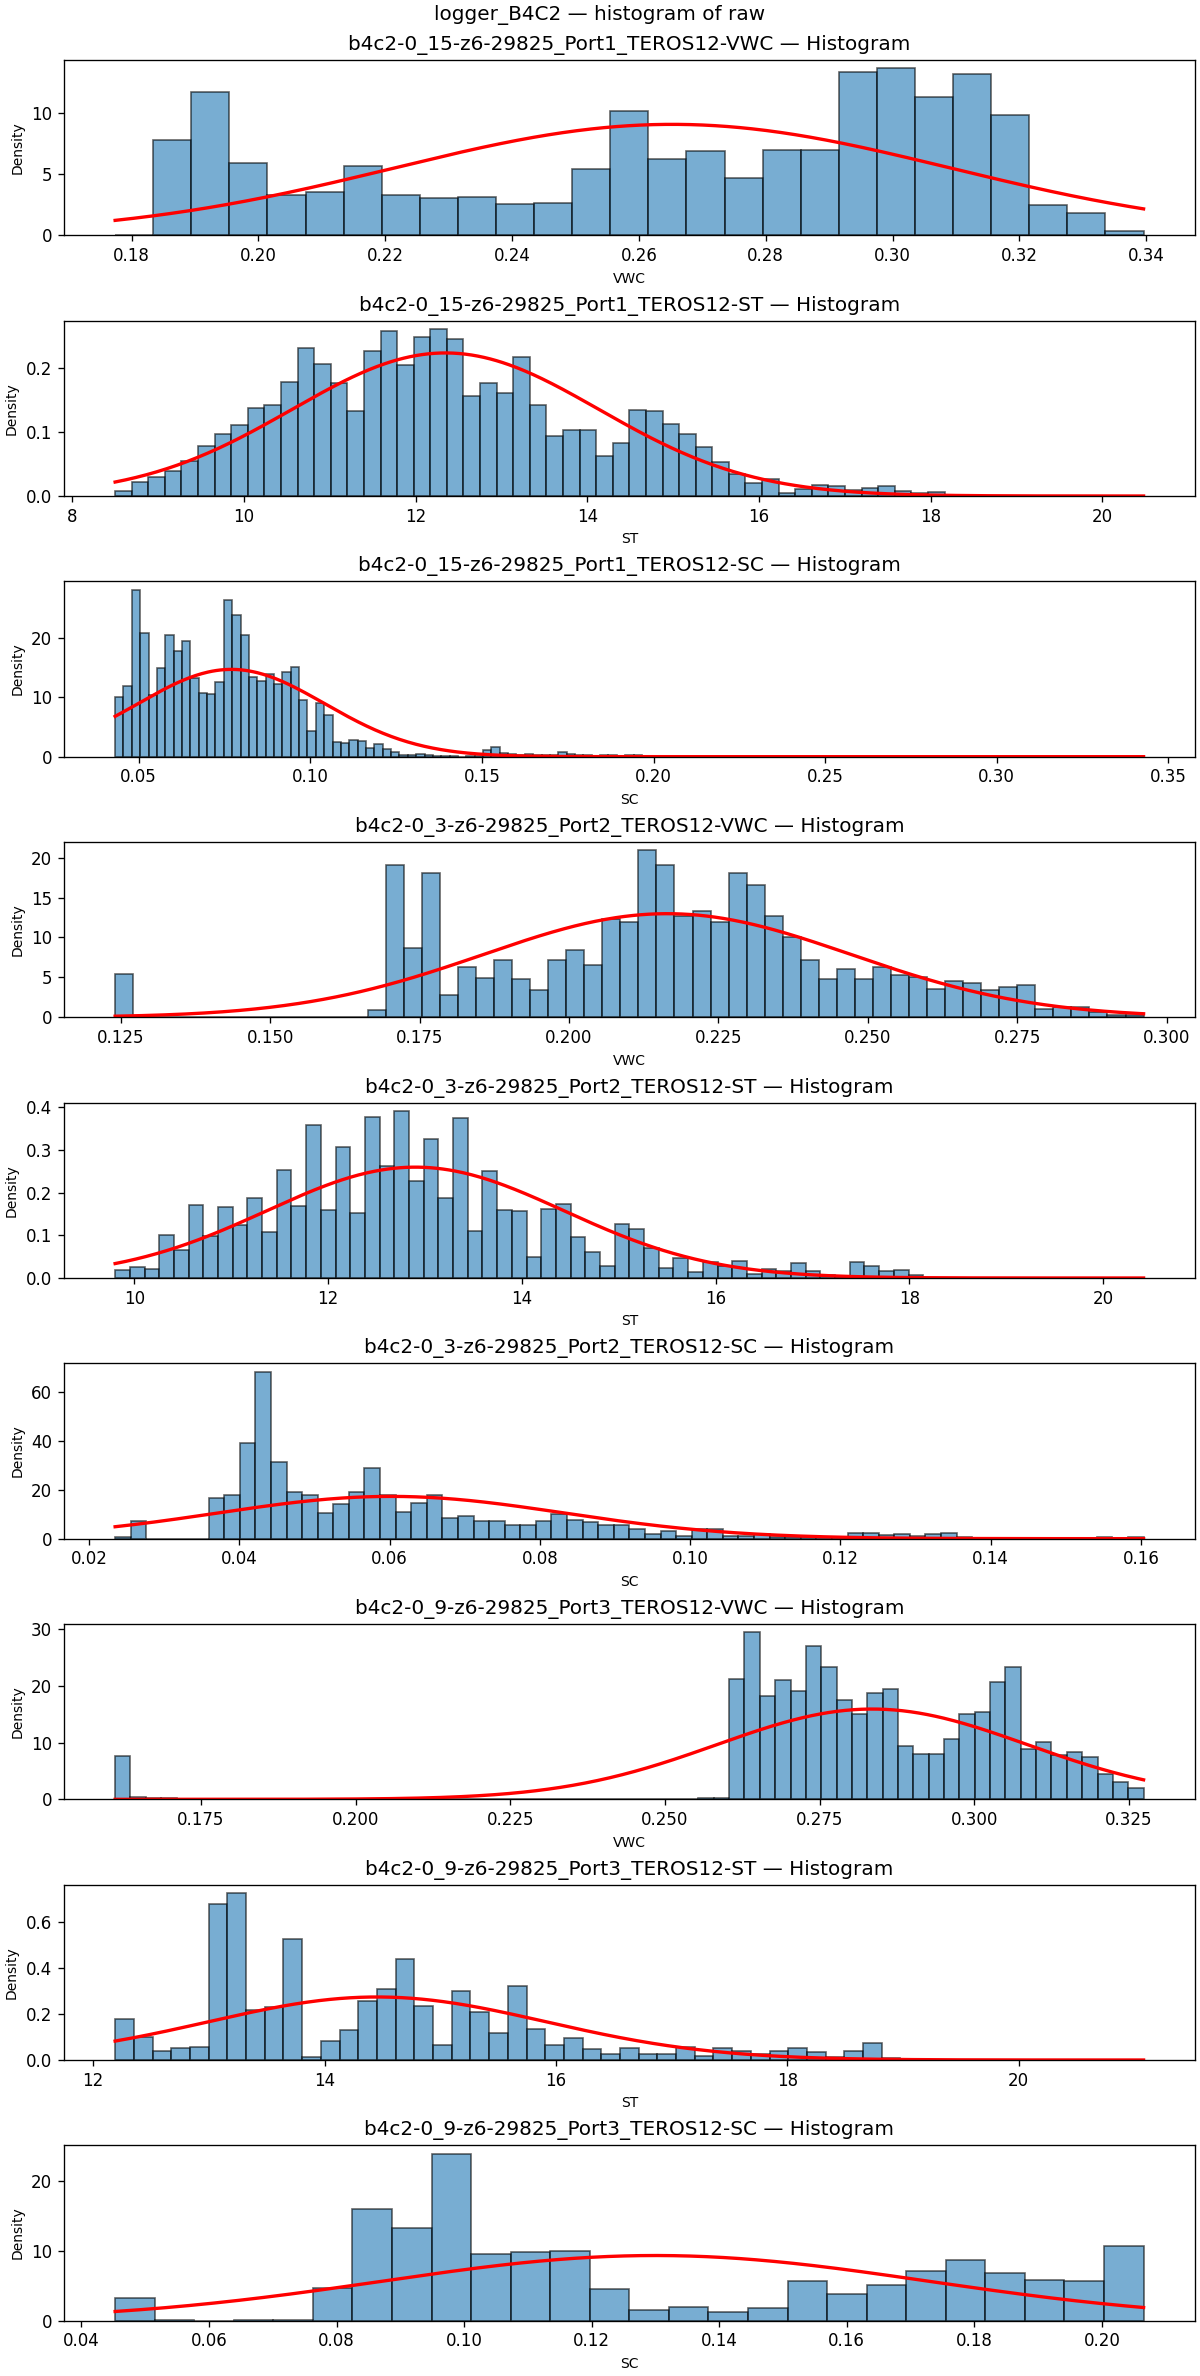 logger_B4C2 — histogram of raw
b4c2-0_15-z6-29825_Port1_TEROS12-VWC — Histogram
Density
0 5 10
0.18 0.20 0.22 0.24 0.26 0.28 0.30 0.32 0.34
VWC
b4c2-0_15-z6-29825_Port1_TEROS12-ST — Histogram
Density
0.0 0.1 0.2
8 10 12 14 16 18 20
ST
b4c2-0_15-z6-29825_Port1_TEROS12-SC — Histogram
Density
0 10 20
0.05 0.10 0.15 0.20 0.25 0.30 0.35
SC
b4c2-0_3-z6-29825_Port2_TEROS12-VWC — Histogram
Density
0 5 10 15 20
0.125 0.150 0.175 0.200 0.225 0.250 0.275 0.300
VWC
b4c2-0_3-z6-29825_Port2_TEROS12-ST — Histogram
Density
0.0 0.1 0.2 0.3 0.4
10 12 14 16 18 20
ST
b4c2-0_3-z6-29825_Port2_TEROS12-SC — Histogram
Density
0 20 40 60
0.02 0.04 0.06 0.08 0.10 0.12 0.14 0.16
SC
b4c2-0_9-z6-29825_Port3_TEROS12-VWC — Histogram
Density
0 10 20 30
0.175 0.200 0.225 0.250 0.275 0.300 0.325
VWC
b4c2-0_9-z6-29825_Port3_TEROS12-ST — Histogram
Density
0.0 0.2 0.4 0.6
12 14 16 18 20
ST
b4c2-0_9-z6-29825_Port3_TEROS12-SC — Histogram
Density
0 10 20
0.04 0.06 0.08 0.10 0.12 0.14 0.16 0.18 0.20
SC